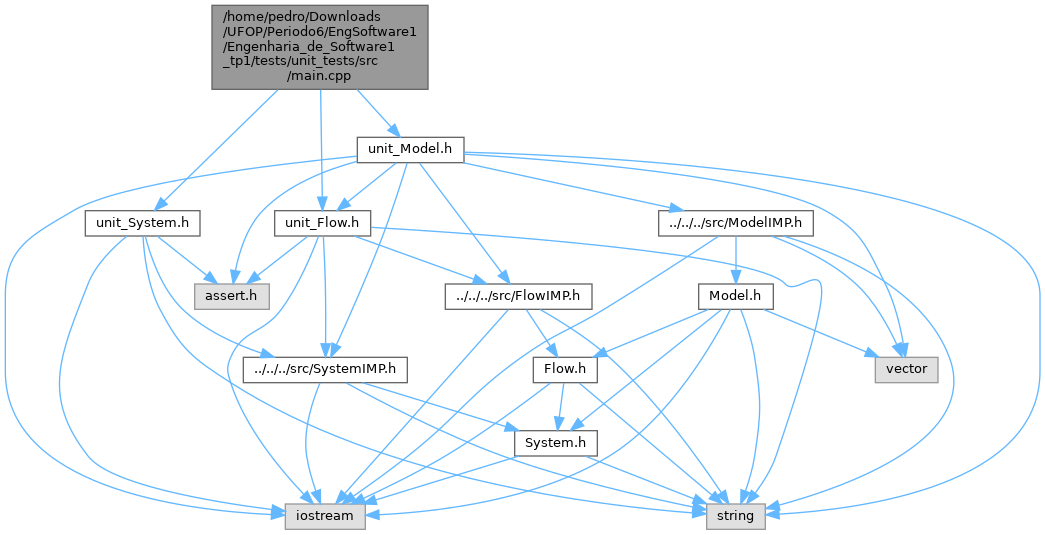 /home/pedro/Downloads
/UFOP/Periodo6/EngSoftware1
/Engenharia_de_Software1
_tp1/tests/unit_tests/src
/main.cpp
unit_Model.h
unit_System.h
unit_Flow.h
../../../src/ModelIMP.h
assert.h
../../../src/FlowIMP.h
Model.h
../../../src/SystemIMP.h
Flow.h
vector
System.h
iostream
string